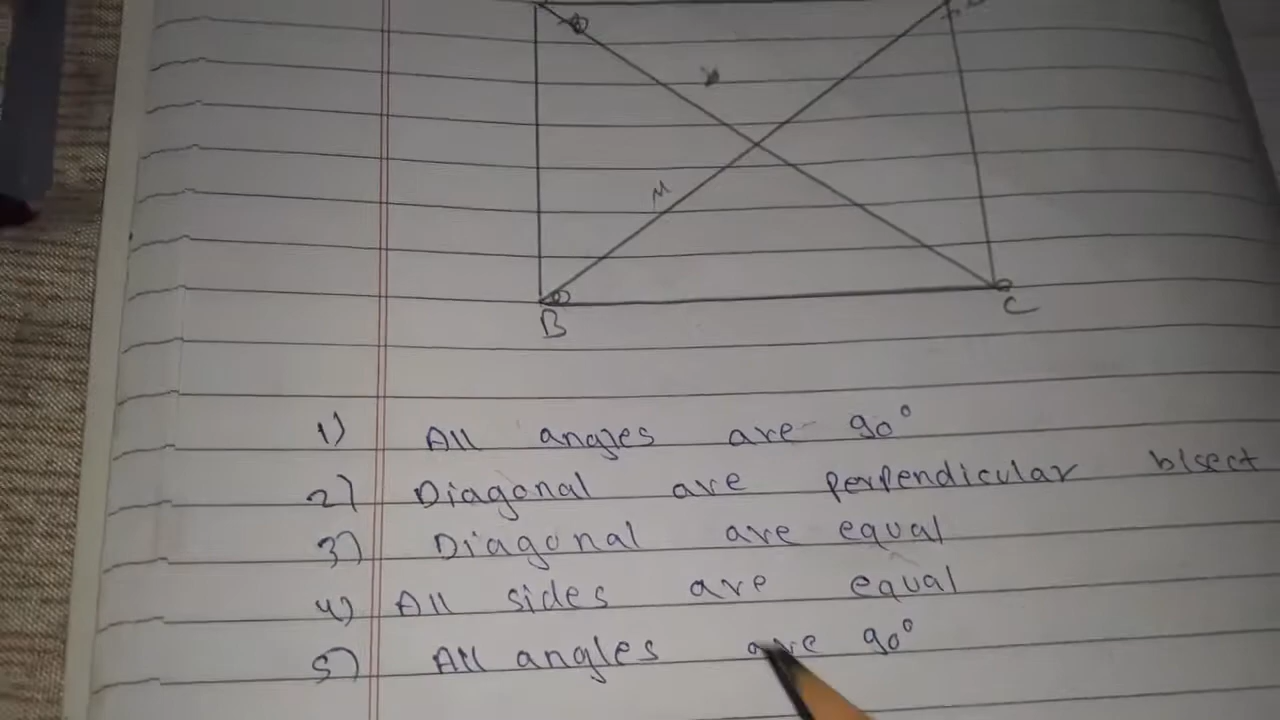 M
B
C
1) All angles are 90°
2) Diagonal are perpendicular bisect
3) Diagonal are equal
4) All sides are equal
5) All angles are 90°